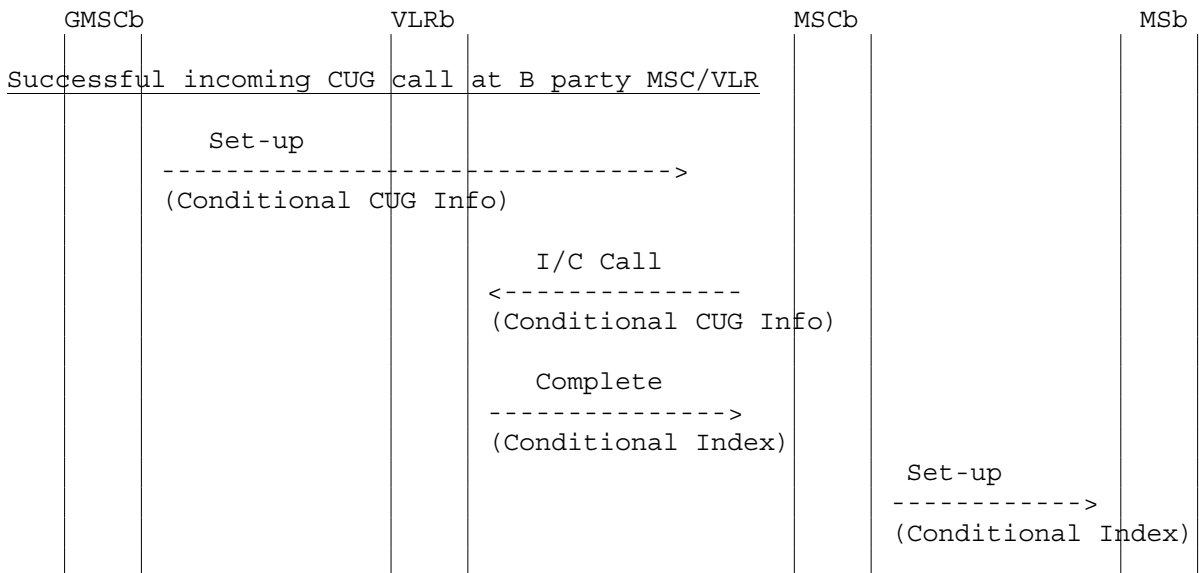 GMSCb VLRb MSCb MSb
Successful incoming CUG call at B party MSC/VLR
Set-up
--------------------------------->
(Conditional CUG Info)
I/C Call
<----------------
(Conditional CUG Info)
Complete
--------------->
(Conditional Index)
Set-up
------------>
(Conditional Index)